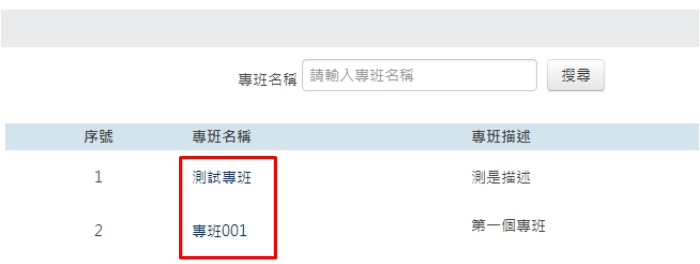 專班名稱 請輸入專班名稱 搜尋
序號 專班名稱 專班描述
1 測試專班 測是描述
2 專班001 第一個專班